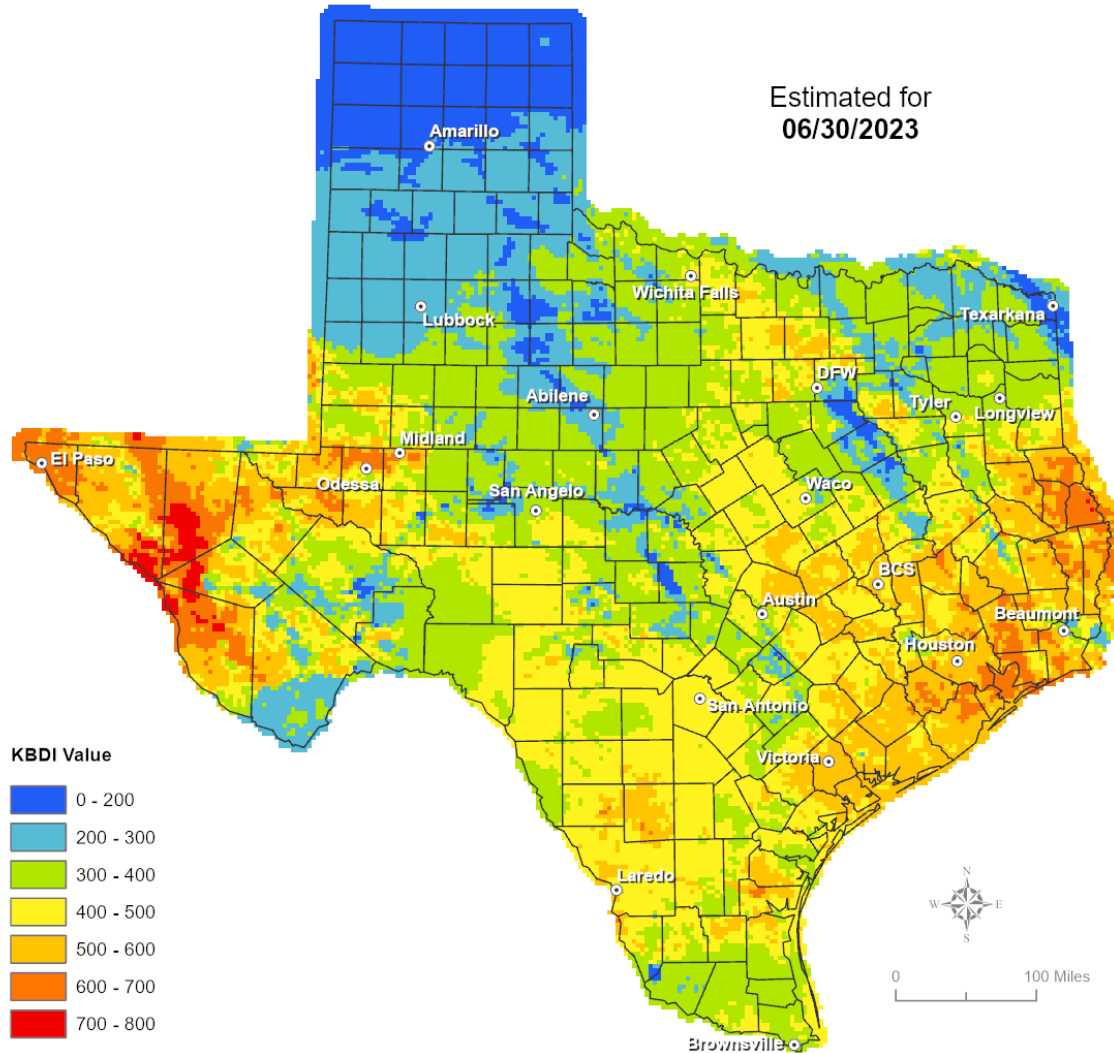 Estimated for
06/30/2023
Amarillo
Wichita Falls
Lubbock
Texarkana
DFW
Abilene
Tyler
Longview
Midland
El Paso
Odessa
San Angelo
Waco
BCS
Austin
Beaumont
Houston
San Antonio
Victoria
KBDI Value
0 - 200
200 - 300
300 - 400
400 - 500
500 - 600
600 - 700
700 - 800
Laredo
N
W E
S
0 100 Miles
Brownsville